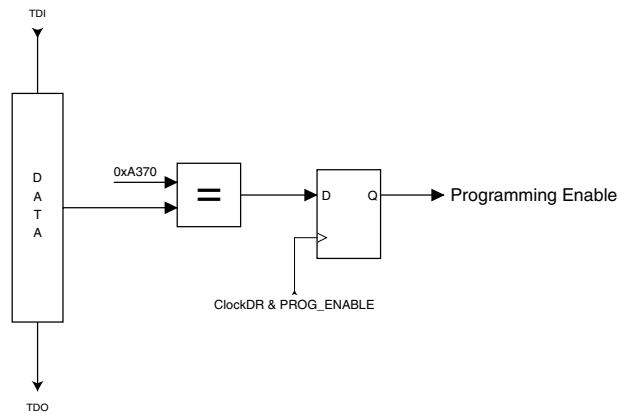 TDI
D
A
T
A
0xA370
=
D
Q
Programming Enable
ClockDR & PROG_ENABLE
TDO